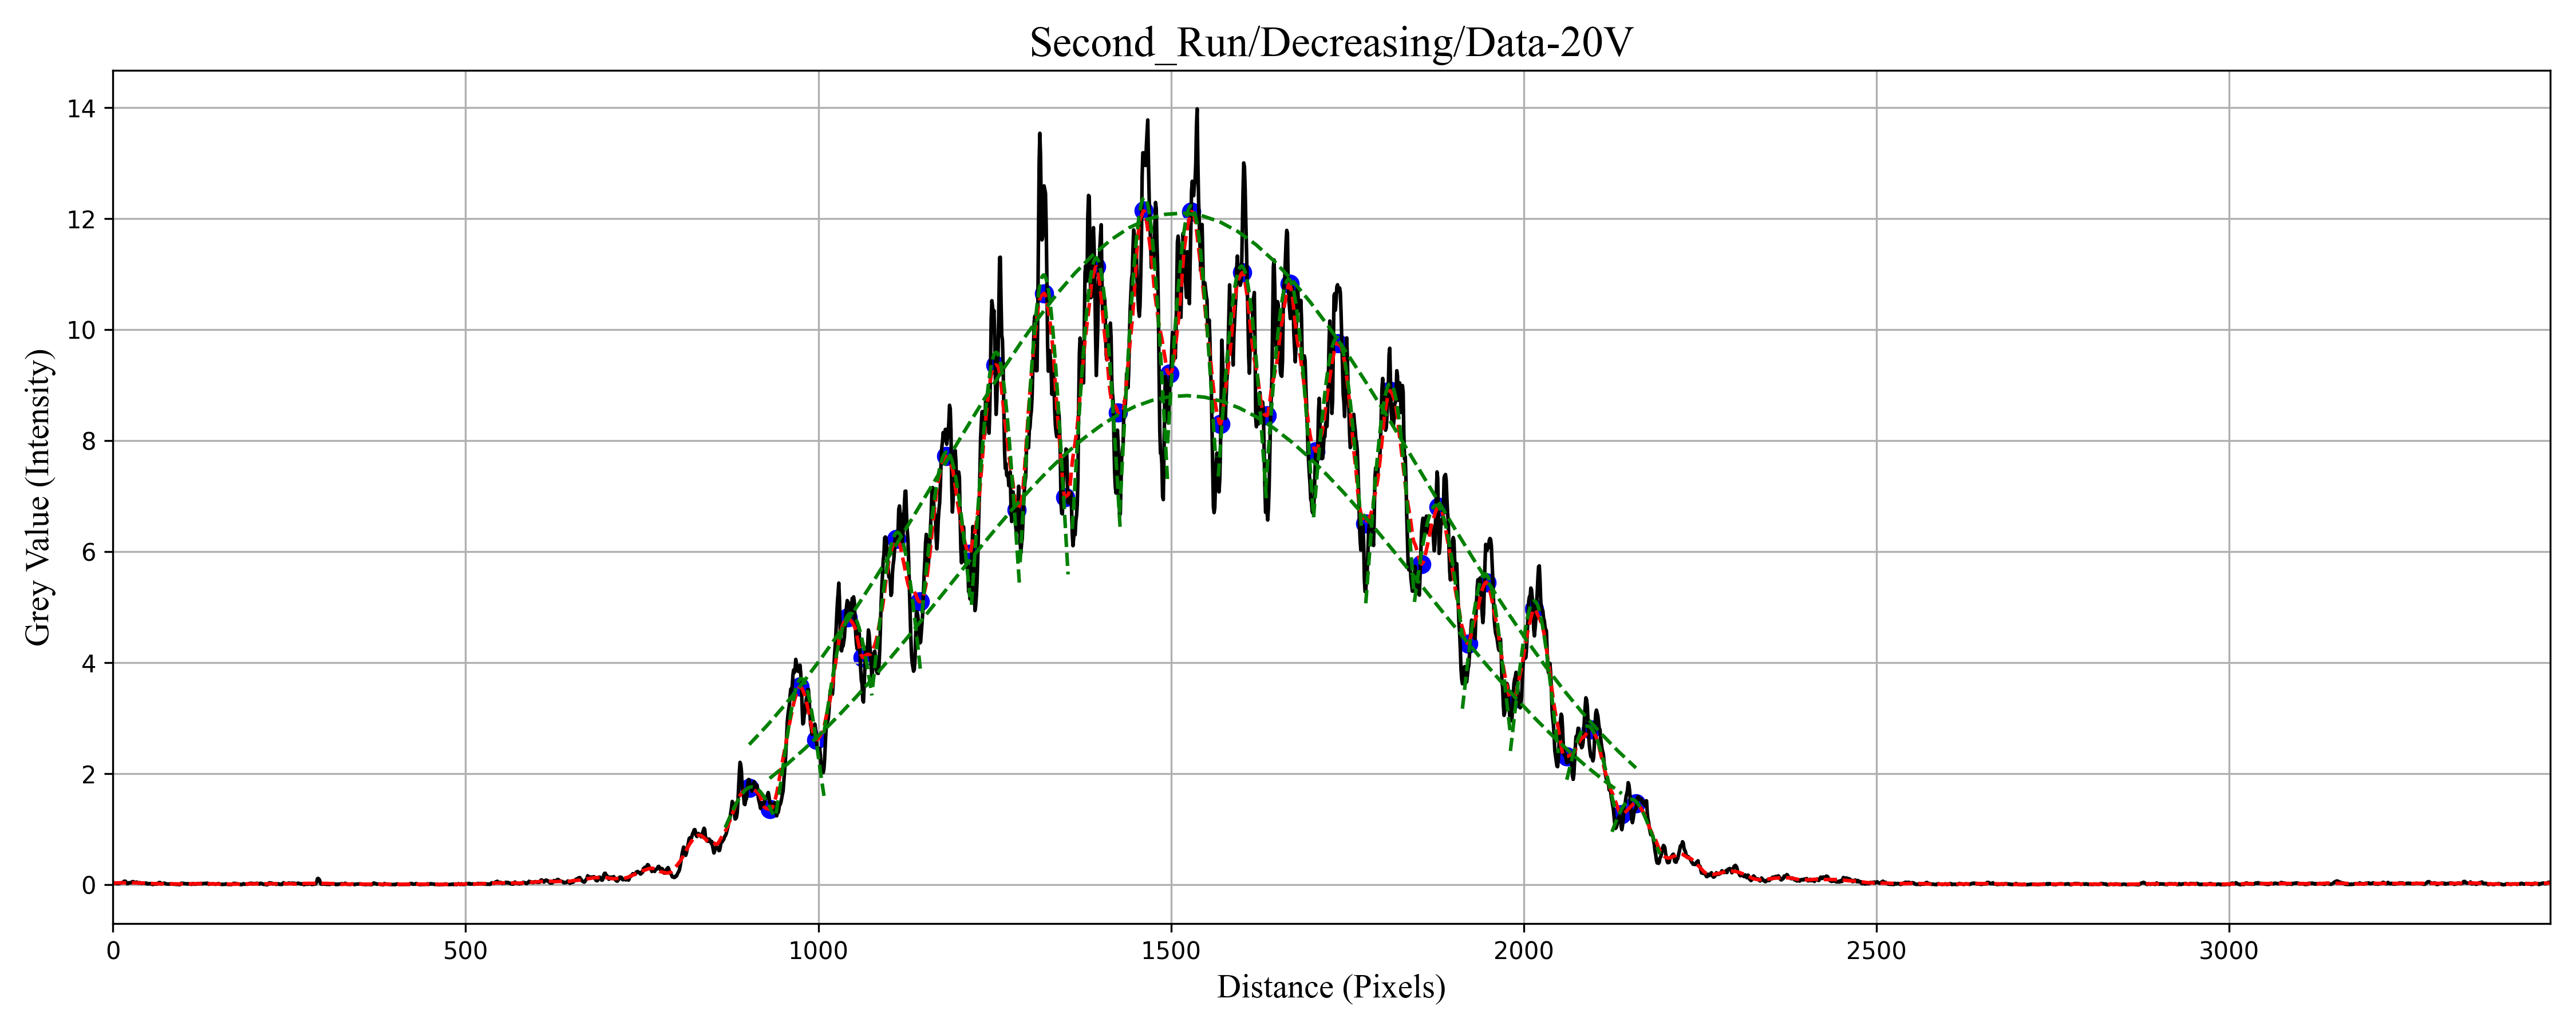 Second_Run/Decreasing/Data-20V
Grey Value (Intensity)
14
12
10
8
6
4
2
0
0 500 1000 1500 2000 2500 3000
Distance (Pixels)